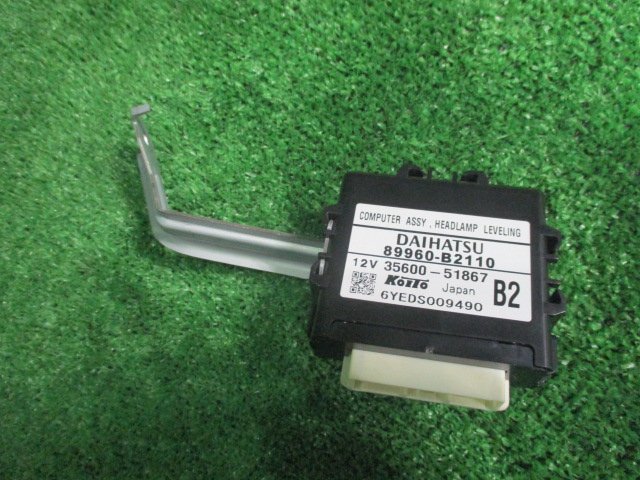 COMPUTER ASSY , HEADLAMP LEVELING
DAIHATSU
89960-B2110
12V 35600-51867
KOITO Japan B2
6YEDS009490